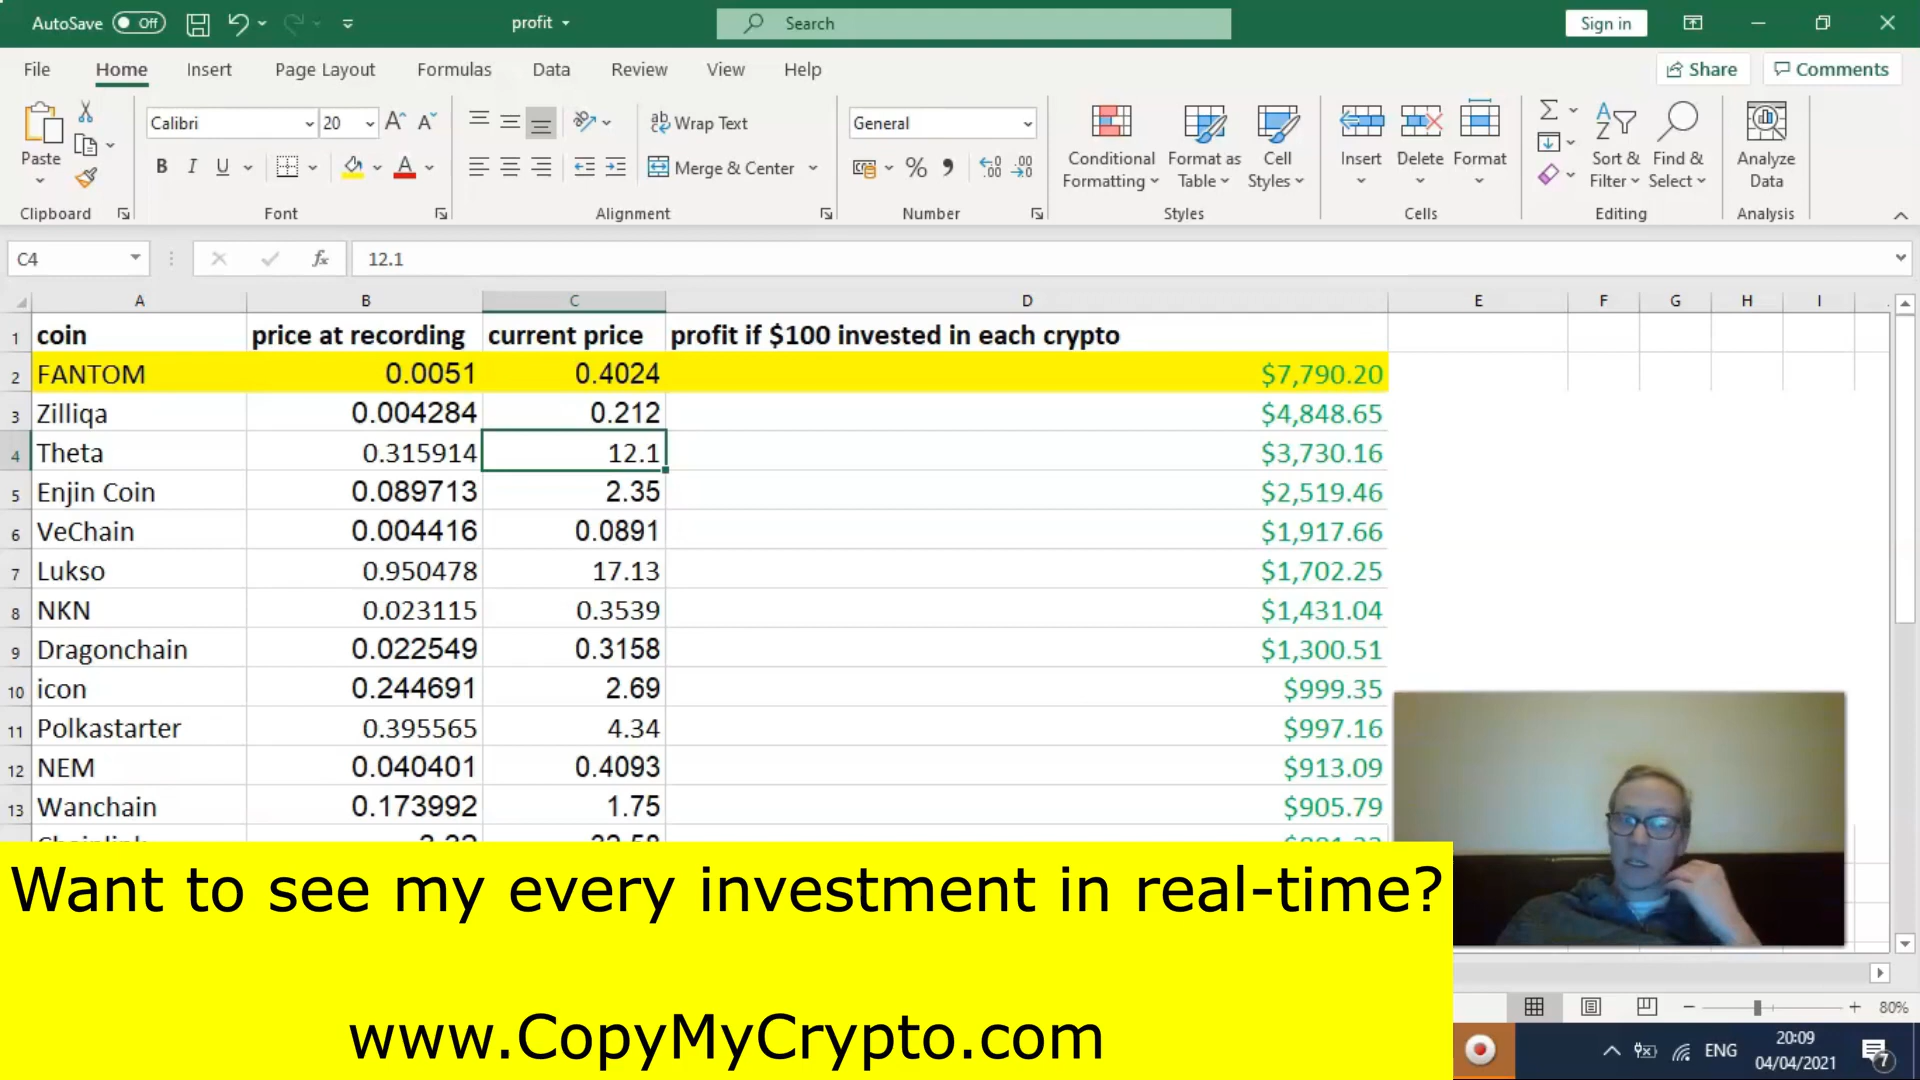 AutoSave Off profit Search Sign in
File Home Insert Page Layout Formulas Data Review View Help Share Comments
Calibri 20 Wrap Text General
Paste B I U A Merge & Center % Conditional Formatting Format as Table Cell Styles Insert Delete Format Sort & Filter Find & Select Analyze Data
Clipboard Font Alignment Number Styles Cells Editing Analysis
C4 fx 12.1
A B C D E F G H I
1 coin price at recording current price profit if $100 invested in each crypto
2 FANTOM 0.0051 0.4024 $7,790.20
3 Zilliqa 0.004284 0.212 $4,848.65
4 Theta 0.315914 12.1 $3,730.16
5 Enjin Coin 0.089713 2.35 $2,519.46
6 VeChain 0.004416 0.0891 $1,917.66
7 Lukso 0.950478 17.13 $1,702.25
8 NKN 0.023115 0.3539 $1,431.04
9 Dragonchain 0.022549 0.3158 $1,300.51
10 icon 0.244691 2.69 $999.35
11 Polkastarter 0.395565 4.34 $997.16
12 NEM 0.040401 0.4093 $913.09
13 Wanchain 0.173992 1.75 $905.79
Want to see my every investment in real-time?
www.CopyMyCrypto.com
80%
ENG 20:09
04/04/2021 7